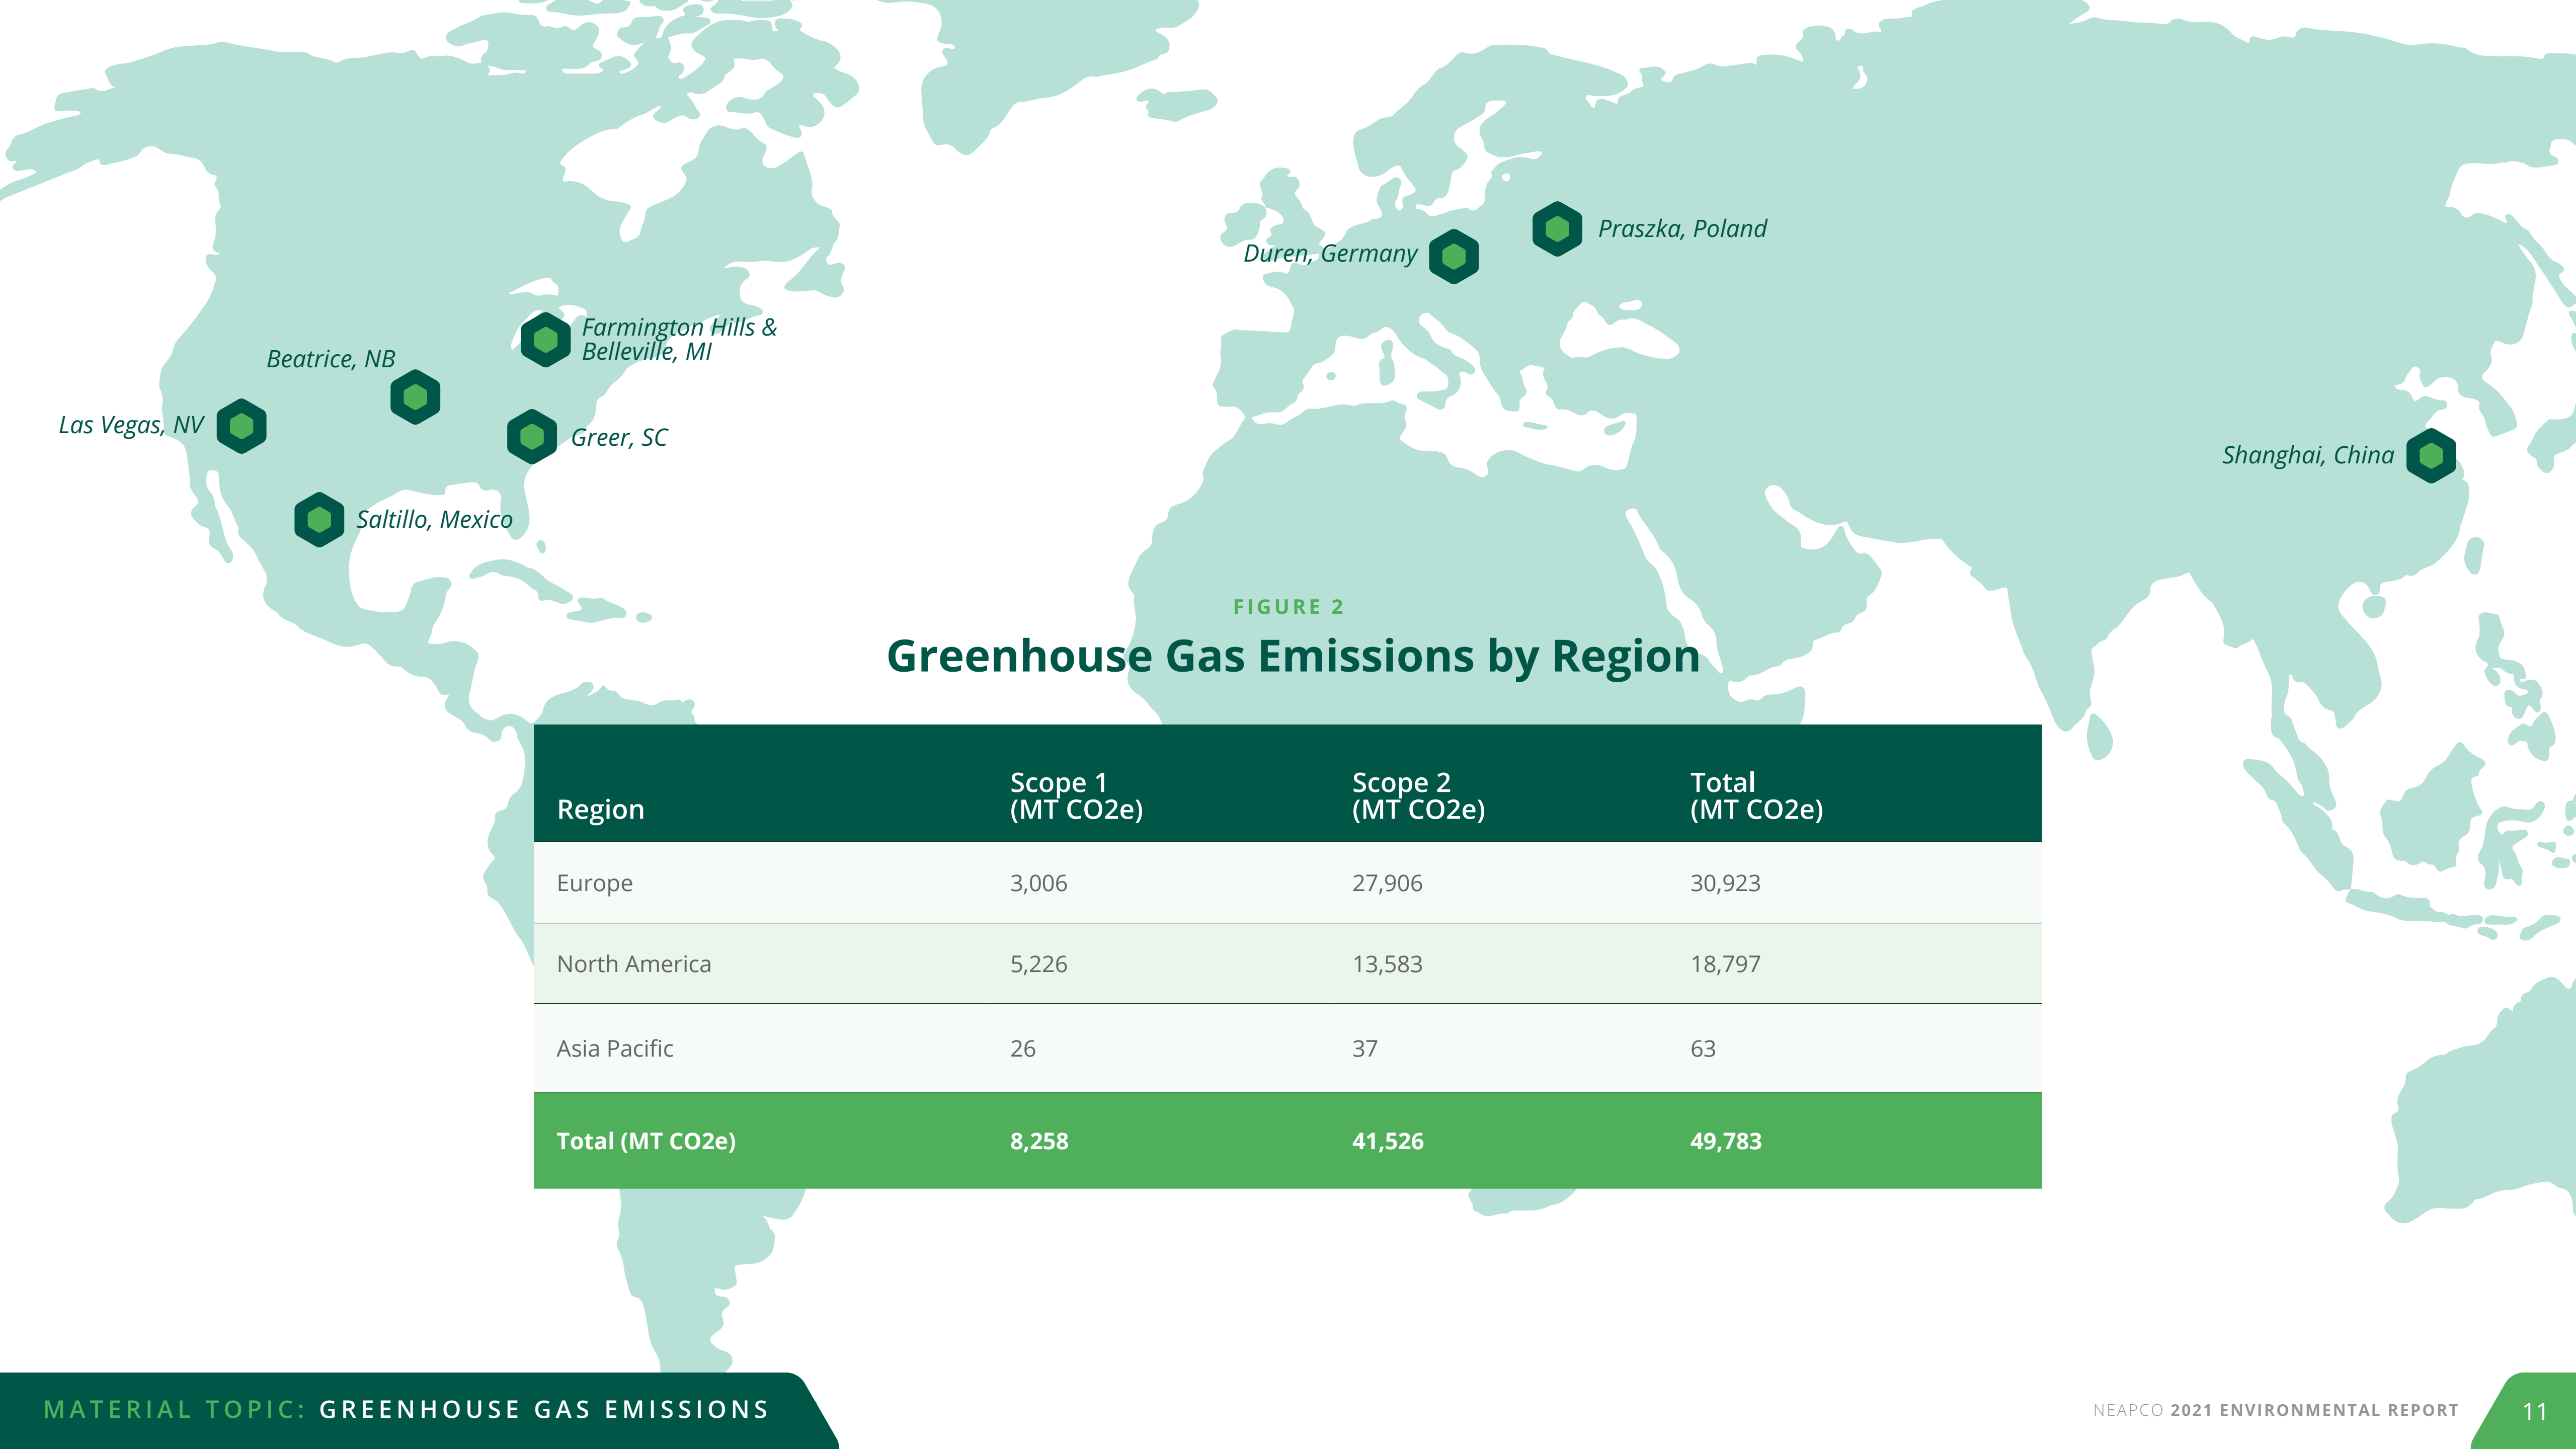 Praszka, Poland
Duren, Germany
Farmington Hills &
Belleville, MI
Beatrice, NB
Las Vegas, NV
Greer, SC
Shanghai, China
Saltillo, Mexico
FIGURE 2
Greenhouse Gas Emissions by Region
Region Scope 1 (MT CO2e) Scope 2 (MT CO2e) Total (MT CO2e)
Europe 3,006 27,906 30,923
North America 5,226 13,583 18,797
Asia Pacific 26 37 63
Total (MT CO2e) 8,258 41,526 49,783
MATERIAL TOPIC: GREENHOUSE GAS EMISSIONS
NEAPCO 2021 ENVIRONMENTAL REPORT 11